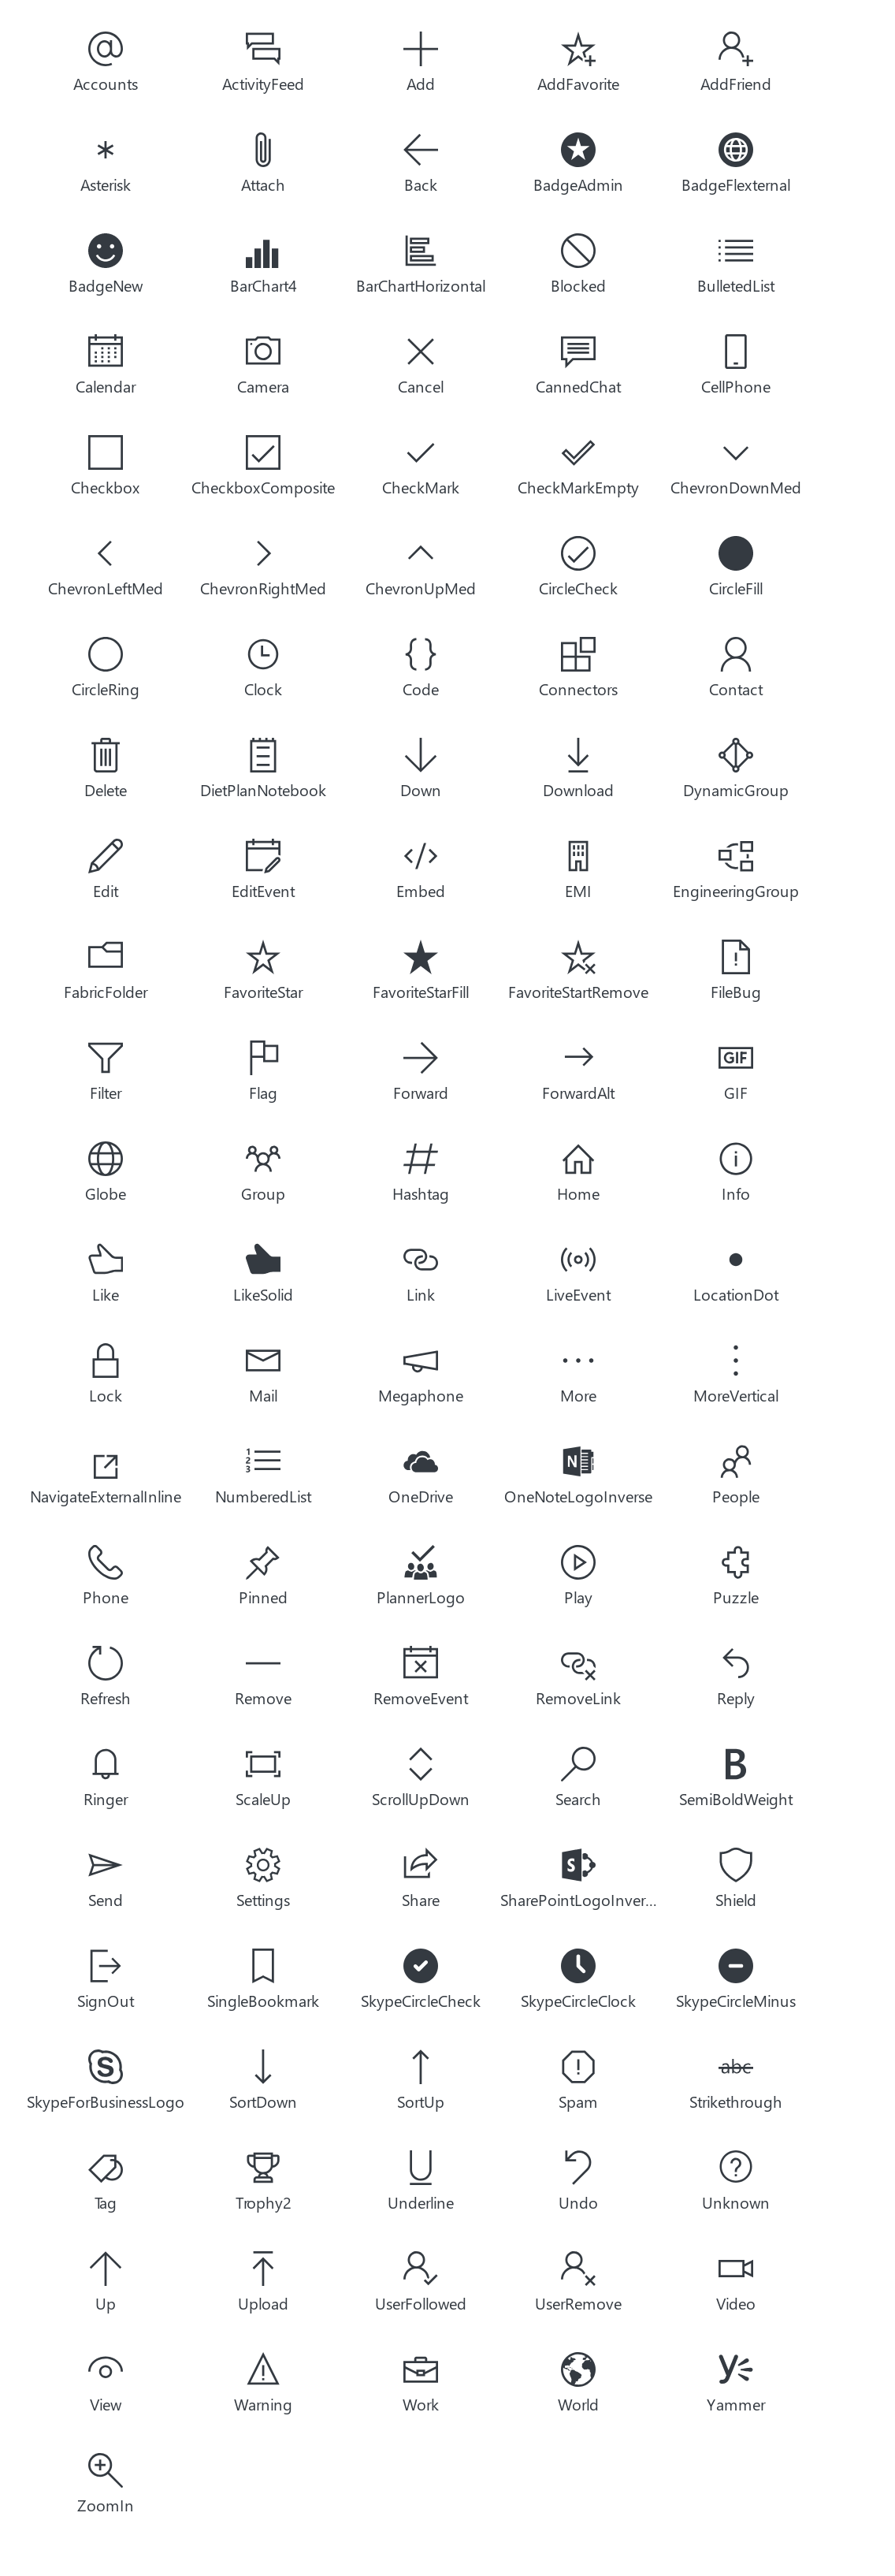 Accounts ActivityFeed Add AddFavorite AddFriend
Asterisk Attach Back BadgeAdmin BadgeFlexternal
BadgeNew BarChart4 BarChartHorizontal Blocked BulletedList
Calendar Camera Cancel CannedChat CellPhone
Checkbox CheckboxComposite CheckMark CheckMarkEmpty ChevronDownMed
ChevronLeftMed ChevronRightMed ChevronUpMed CircleCheck CircleFill
CircleRing Clock Code Connectors Contact
Delete DietPlanNotebook Down Download DynamicGroup
Edit EditEvent Embed EMI EngineeringGroup
FabricFolder FavoriteStar FavoriteStarFill FavoriteStartRemove FileBug
GIF
Filter Flag Forward ForwardAlt GIF
Globe Group Hashtag Home Info
Like LikeSolid Link LiveEvent LocationDot
Lock Mail Megaphone More MoreVertical
1
2
3
N
NavigateExternalInline NumberedList OneDrive OneNoteLogoInverse People
Phone Pinned PlannerLogo Play Puzzle
Refresh Remove RemoveEvent RemoveLink Reply
B
Ringer ScaleUp ScrollUpDown Search SemiBoldWeight
S
Send Settings Share SharePointLogoInver... Shield
SignOut SingleBookmark SkypeCircleCheck SkypeCircleClock SkypeCircleMinus
S abc
SkypeForBusinessLogo SortDown SortUp Spam Strikethrough
U
Tag Trophy2 Underline Undo Unknown
Up Upload UserFollowed UserRemove Video
View Warning Work World Yammer
ZoomIn